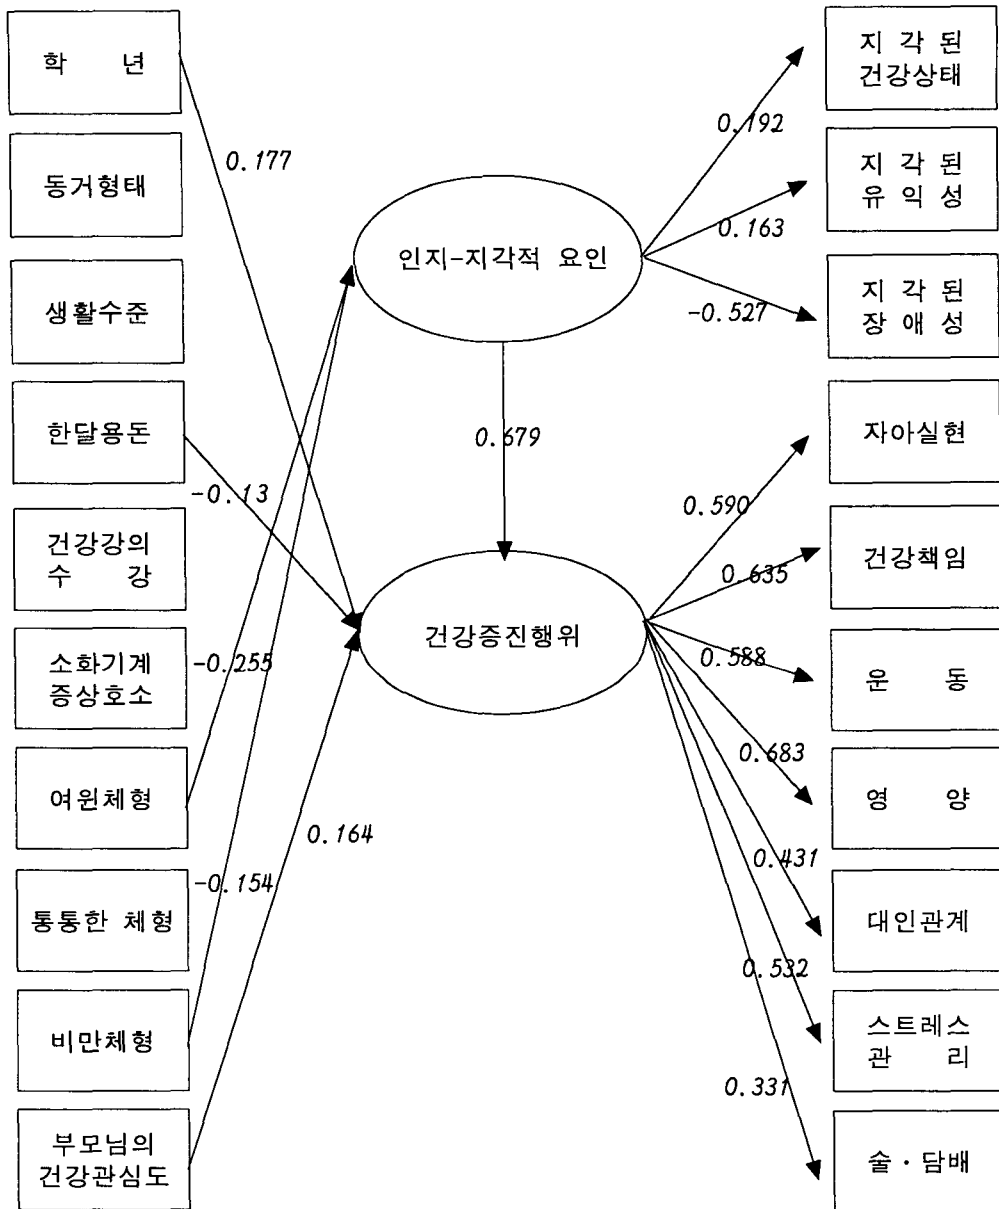 학 년
동거형태
생활수준
한달용돈
건강강의
수 강
소화기계
증상호소
여윈체형
통통한 체형
비만체형
부모님의
건강관심도
0.177
-0.13
-0.255
-0.154
0.164
인지-지각적 요인
0.679
건강증진행위
0.192
0.163
-0.527
0.590
0.635
0.588
0.683
0.431
0.532
0.331
지 각 된
건강상태
지 각 된
유 익 성
지 각 된
장 애 성
자아실현
건강책임
운 동
영 양
대인관계
스트레스
관 리
술·담배